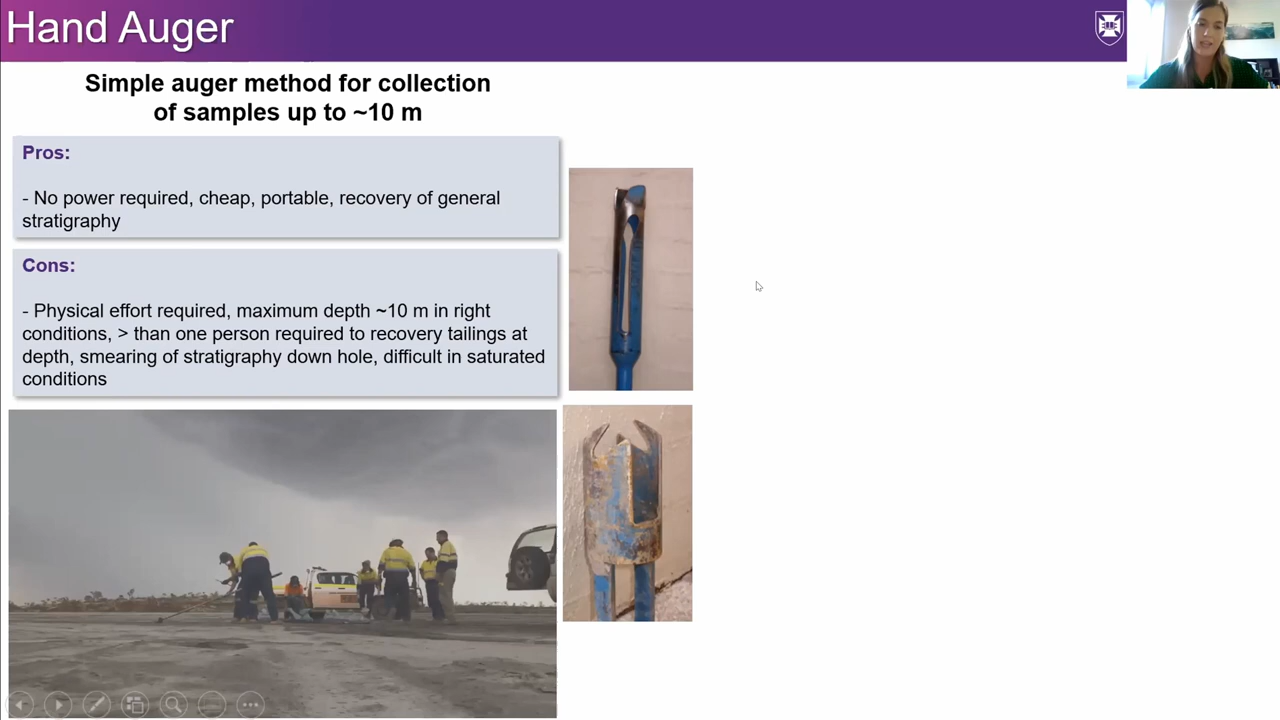 Hand Auger
Simple auger method for collection
of samples up to ~10 m
Pros:
- No power required, cheap, portable, recovery of general
stratigraphy
Cons:
- Physical effort required, maximum depth ~10 m in right
conditions, > than one person required to recovery tailings at
depth, smearing of stratigraphy down hole, difficult in saturated
conditions